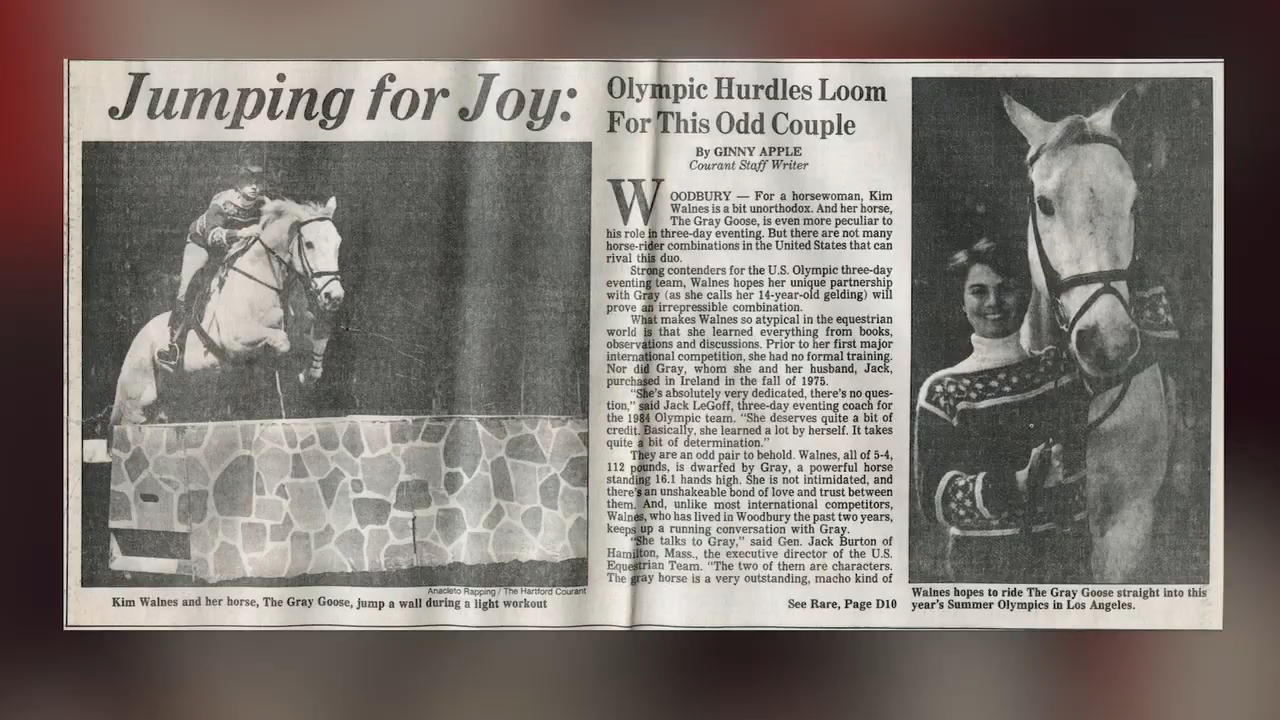 Jumping for Joy:
Anacleto Rapping / The Hartford Courant
Kim Walnes and her horse, The Gray Goose, jump a wall during a light workout
Olympic Hurdles Loom
For This Odd Couple
By GINNY APPLE
Courant Staff Writer
WOODBURY — For a horsewoman, Kim
Walnes is a bit unorthodox. And her horse,
The Gray Goose, is even more peculiar to
his role in three-day eventing. But there are not many
horse-rider combinations in the United States that can
rival this duo.
Strong contenders for the U.S. Olympic three-day
eventing team, Walnes hopes her unique partnership
with Gray (as she calls her 14-year-old gelding) will
prove an irrepressible combination.
What makes Walnes so atypical in the equestrian
world is that she learned everything from books,
observations and discussions. Prior to her first major
international competition, she had no formal training.
Nor did Gray, whom she and her husband, Jack,
purchased in Ireland in the fall of 1975.
“She's absolutely very dedicated, there's no ques-
tion,” said Jack LeGoff, three-day eventing coach for
the 1984 Olympic team. “She deserves quite a bit of
credit. Basically, she learned a lot by herself. It takes
quite a bit of determination.”
They are an odd pair to behold. Walnes, all of 5-4,
112 pounds, is dwarfed by Gray, a powerful horse
standing 16.1 hands high. She is not intimidated, and
there's an unshakeable bond of love and trust between
them. And, unlike most international competitors,
Walnes, who has lived in Woodbury the past two years,
keeps up a running conversation with Gray.
“She talks to Gray,” said Gen. Jack Burton of
Hamilton, Mass., the executive director of the U.S.
Equestrian Team. “The two of them are characters.
The gray horse is a very outstanding, macho kind of
See Rare, Page D10
Walnes hopes to ride The Gray Goose straight into this
year's Summer Olympics in Los Angeles.